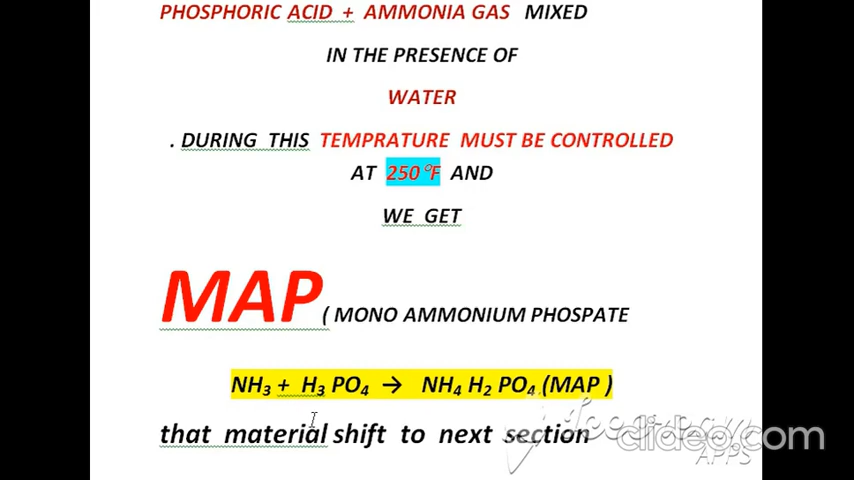 PHOSPHORIC ACID + AMMONIA GAS MIXED
IN THE PRESENCE OF
WATER
. DURING THIS TEMPRATURE MUST BE CONTROLLED
AT 250°F AND
WE GET
MAP ( MONO AMMONIUM PHOSPATE
NH₃ + H₃ PO₄ → NH₄ H₂ PO₄ (MAP )
that material shift to next section
clideo.com
APPS